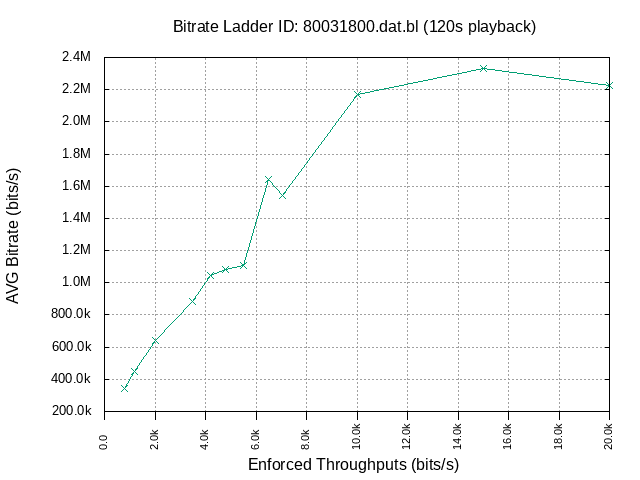 Bitrate Ladder ID: 80031800.dat.bl (120s playback)
2.4M
2.2M
2.0M
1.8M
1.6M
1.4M
1.2M
1.0M
800.0k
600.0k
400.0k
200.0k
AVG Bitrate (bits/s)
0.0 2.0k 4.0k 6.0k 8.0k 10.0k 12.0k 14.0k 16.0k 18.0k 20.0k
Enforced Throughputs (bits/s)